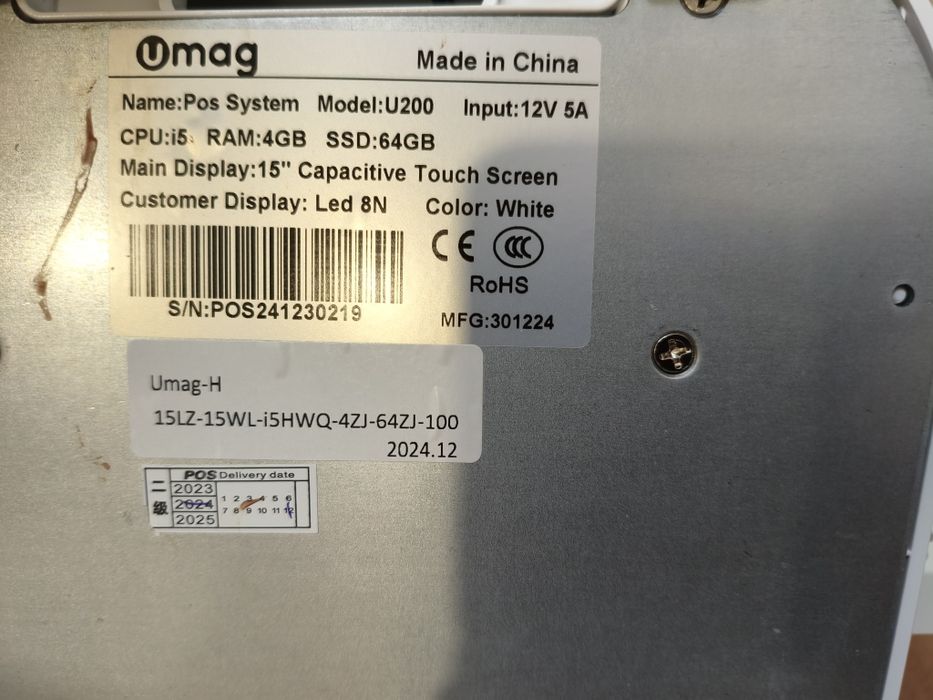 Umag Made in China
Name:Pos System Model:U200 Input:12V 5A
CPU:i5 RAM:4GB SSD:64GB
Main Display:15" Capacitive Touch Screen
Customer Display: Led 8N Color: White
CE CCC
RoHS
S/N:POS241230219 MFG:301224
Umag-H
15LZ-15WL-i5HWQ-4ZJ-64ZJ-100
2024.12
二级 POS Delivery date
2023
2024
2025
1 2 3 4 5 6
7 8 9 10 11 12